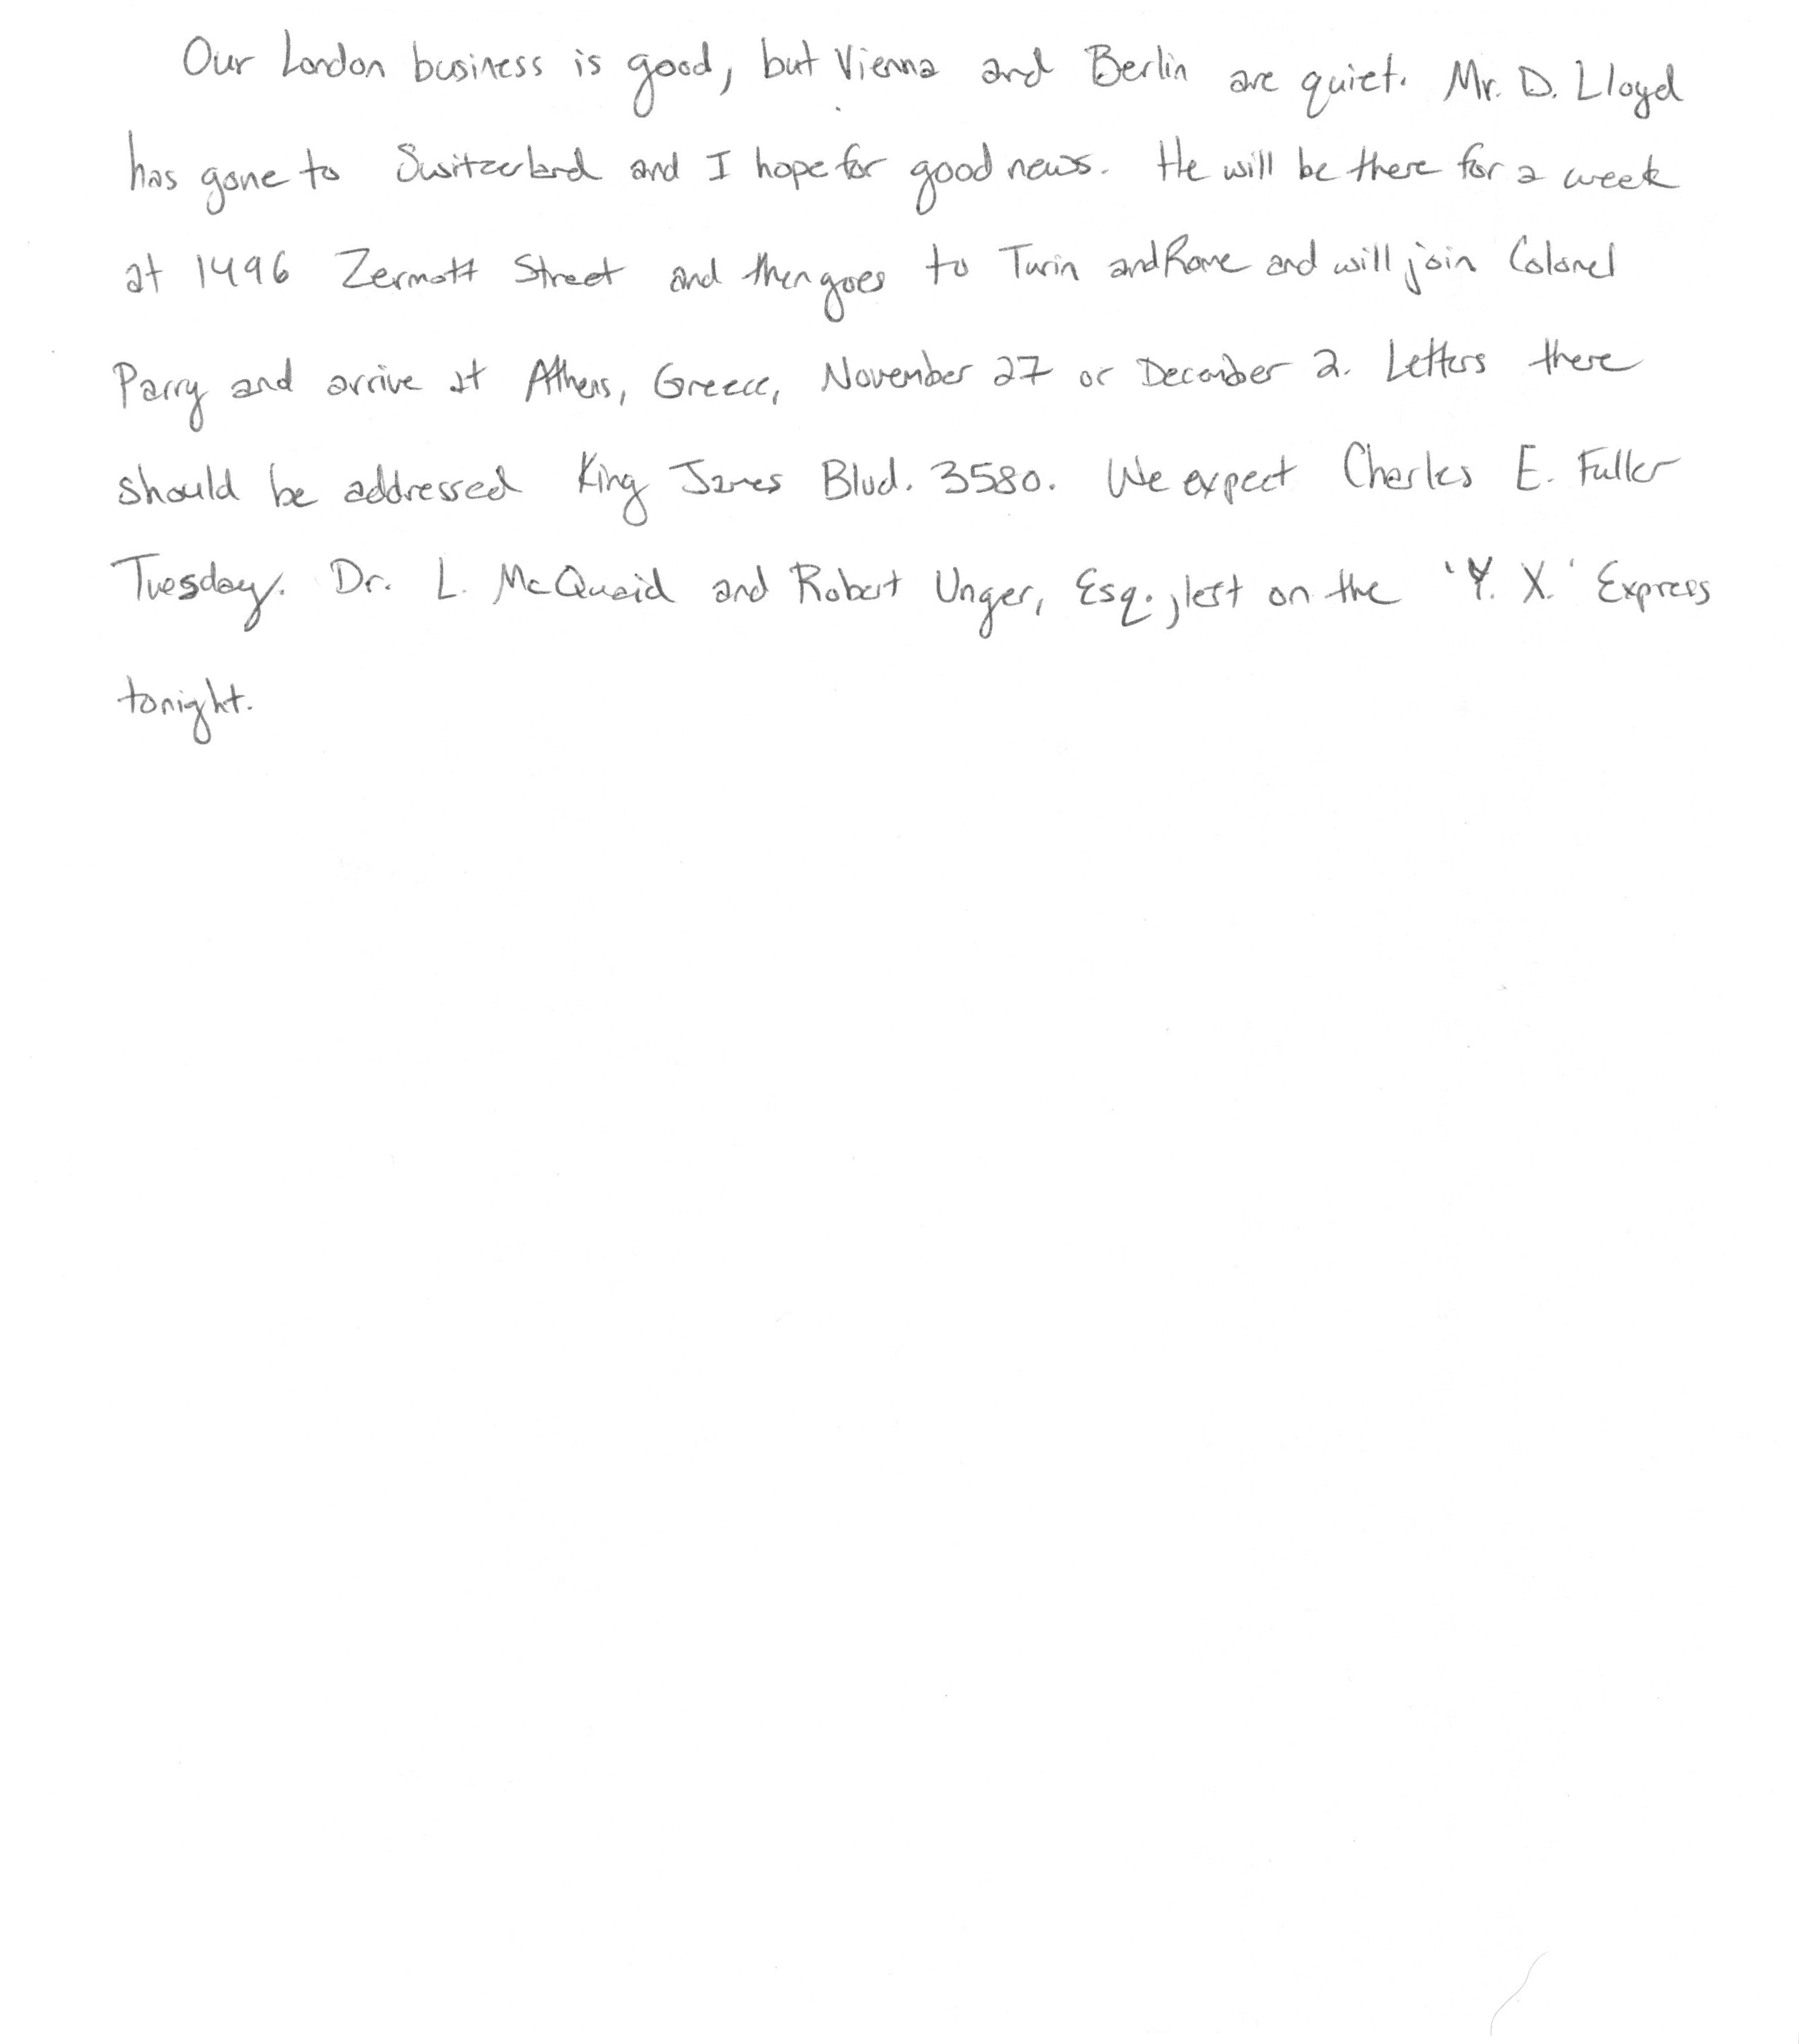 Our London business is good, but Vienna and Berlin are quiet. Mr. D. Lloyd
has gone to Switzerland and I hope for good news. He will be there for a week
at 1496 Zermott Street and then goes to Turin and Rome and will join Colonel
Parry and arrive at Athens, Greece, November 27 or December 2. Letters there
should be addressed King James Blvd. 3580. We expect Charles E. Fuller
Tuesday. Dr. L. McQuaid and Robert Unger, Esq., left on the 'Y. X.' Express
tonight.